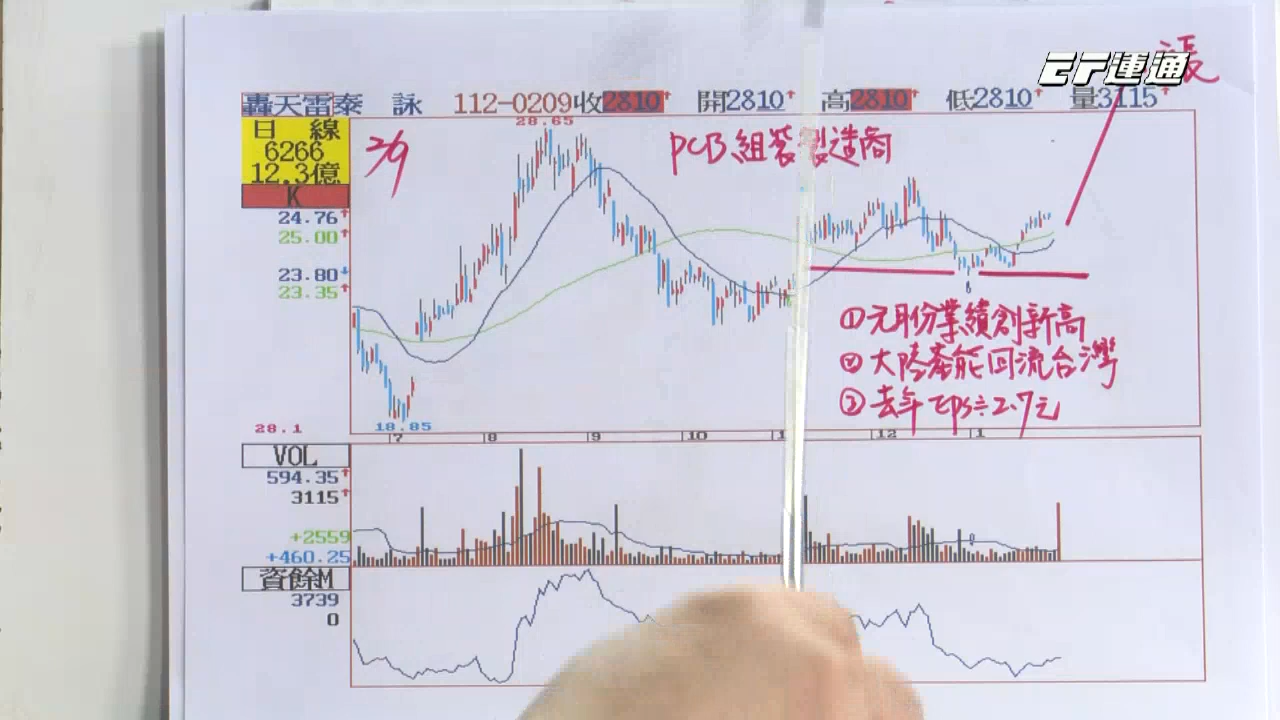 EF運通
轟天雷泰 詠 112-0209收2810↑ 開2810↑ 高2810↑ 低2810↑ 量3115↑
日 線
6266
12.3億
K
24.76↑
25.00↑
23.80↓
23.35↑
28.1
2/9
28.65
PCB組裝製造商
①元月份業績創新高
②大陸產能回流台灣
③去年EPS÷2.7元
18.85
7 8 9 10 12 1
VOL
594.35↑
3115↑
+2559
+460.25
資餘M
3739
0